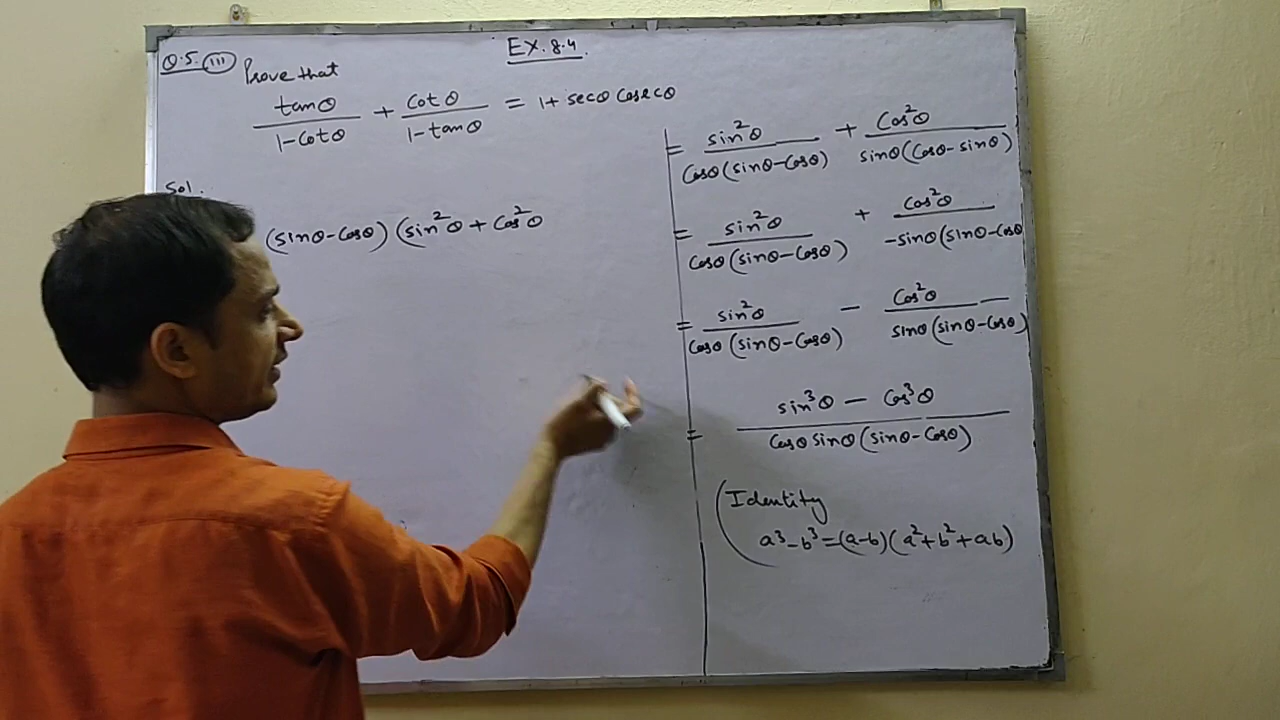 EX. 8.4.
Q.5. (iii) Prove that
tanθ/(1-cotθ) + cotθ/(1-tanθ) = 1+ secθ cosecθ
Sol.
(sinθ-cosθ) (sin²θ + cos²θ
= sin²θ/(cosθ(sinθ-cosθ)) + cos²θ/(sinθ(cosθ-sinθ))
= sin²θ/(cosθ(sinθ-cosθ)) + cos²θ/(-sinθ(sinθ-cosθ
= sin²θ/(cosθ(sinθ-cosθ)) - cos²θ/(sinθ(sinθ-cosθ))
= (sin³θ - cos³θ)/(cosθ sinθ(sinθ-cosθ))
(Identity
a³-b³=(a-b)(a²+b²+ab)